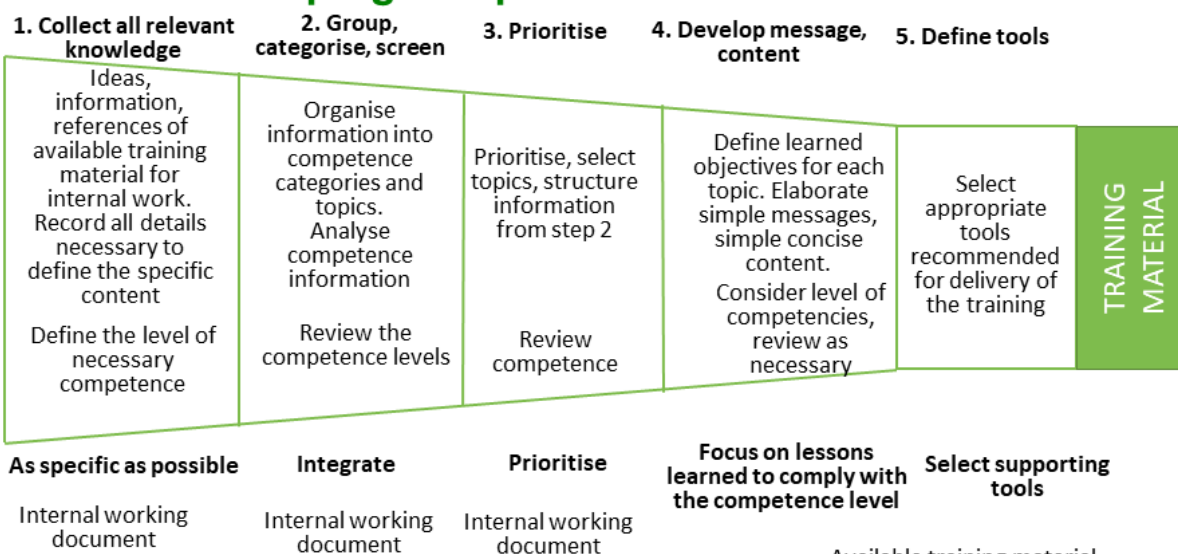 1. Collect all relevant
knowledge
2. Group,
categorise, screen
3. Prioritise
4. Develop message,
content
5. Define tools
Ideas,
information,
references of
available training
material for
internal work.
Record all details
necessary to
define the specific
content
Define the level of
necessary
competence
Organise
information into
competence
categories and
topics.
Analyse
competence
information
Review the
competence levels
Prioritise, select
topics, structure
information
from step 2
Review
competence
Define learned
objectives for each
topic. Elaborate
simple messages,
simple concise
content.
Consider level of
competencies,
review as
necessary
Select
appropriate
tools
recommended
for delivery of
the training
TRAINING
MATERIAL
As specific as possible
Integrate
Prioritise
Focus on lessons
learned to comply with
the competence level
Select supporting
tools
Internal working
document
Internal working
document
Internal working
document
Available training material